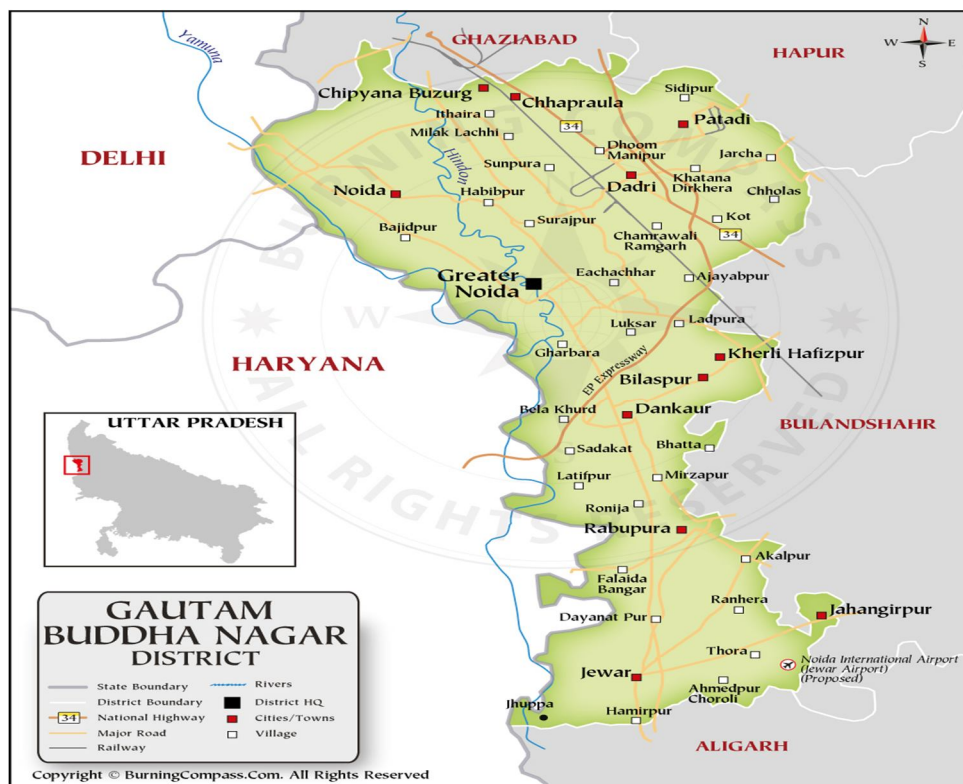 Yamuna
GHAZIABAD
HAPUR
N
W E
S
Chipyana Buzurg
Chhapraula
Sidipur
Patadi
Ithaira
34
Milak Lachhi
Dhoom
Manipur
Jarcha
DELHI
Hindon
Sunpura
Khatana
Dirkhera
Dadri
Noida
Habibpur
Chholas
Bajidpur
Surajpur
Kot
Chamrawali
Ramgarh
34
Greater
Noida
Eachachhar
Ajayabpur
Luksar
Ladpura
HARYANA
Gharbara
EP Expressway
Kherli Hafizpur
Bilaspur
Bela Khurd
Dankaur
BULANDSHAHR
UTTAR PRADESH
Sadakat
Bhatta
Latifpur
Mirzapur
Ronija
Rabupura
Akalpur
Falaida
Bangar
Ranhera
Dayanat Pur
Jahangirpur
Thora
Noida International Airport
(Jewar Airport)
(Proposed)
Jewar
Ahmedpur
Choroli
Jhuppa
Hamirpur
ALIGARH
GAUTAM
BUDDHA NAGAR
DISTRICT
State Boundary
Rivers
District Boundary
District HQ
34
National Highway
Cities/Towns
Major Road
Village
Railway
BURNING COMPASS
ALL RIGHTS RESERVED
W E
Copyright © BurningCompass.Com. All Rights Reserved